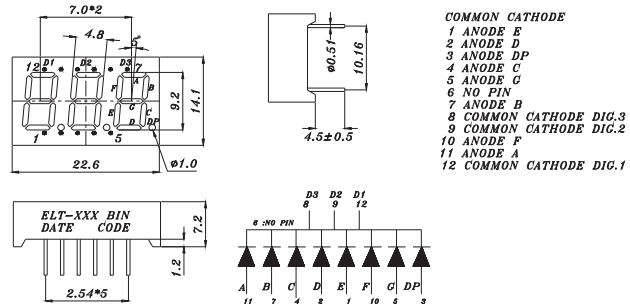 7.0*2
4.8
5
12 D1 D2 D3 7
A
F B
G
E C
D DP
1 5
9.2
14.1
22.6
ø1.0
ø0.51
10.16
4.5±0.5
COMMON CATHODE
1 ANODE E
2 ANODE D
3 ANODE DP
4 ANODE C
5 ANODE G
6 NO PIN
7 ANODE B
8 COMMON CATHODE DIG.3
9 COMMON CATHODE DIG.2
10 ANODE F
11 ANODE A
12 COMMON CATHODE DIG.1
ELT-XXX BIN
DATE CODE
7.2
1.2
2.54*5
D3 D2 D1
8 9 12
6 :NO PIN
A B C D E F G DP
11 7 4 2 1 10 5 3